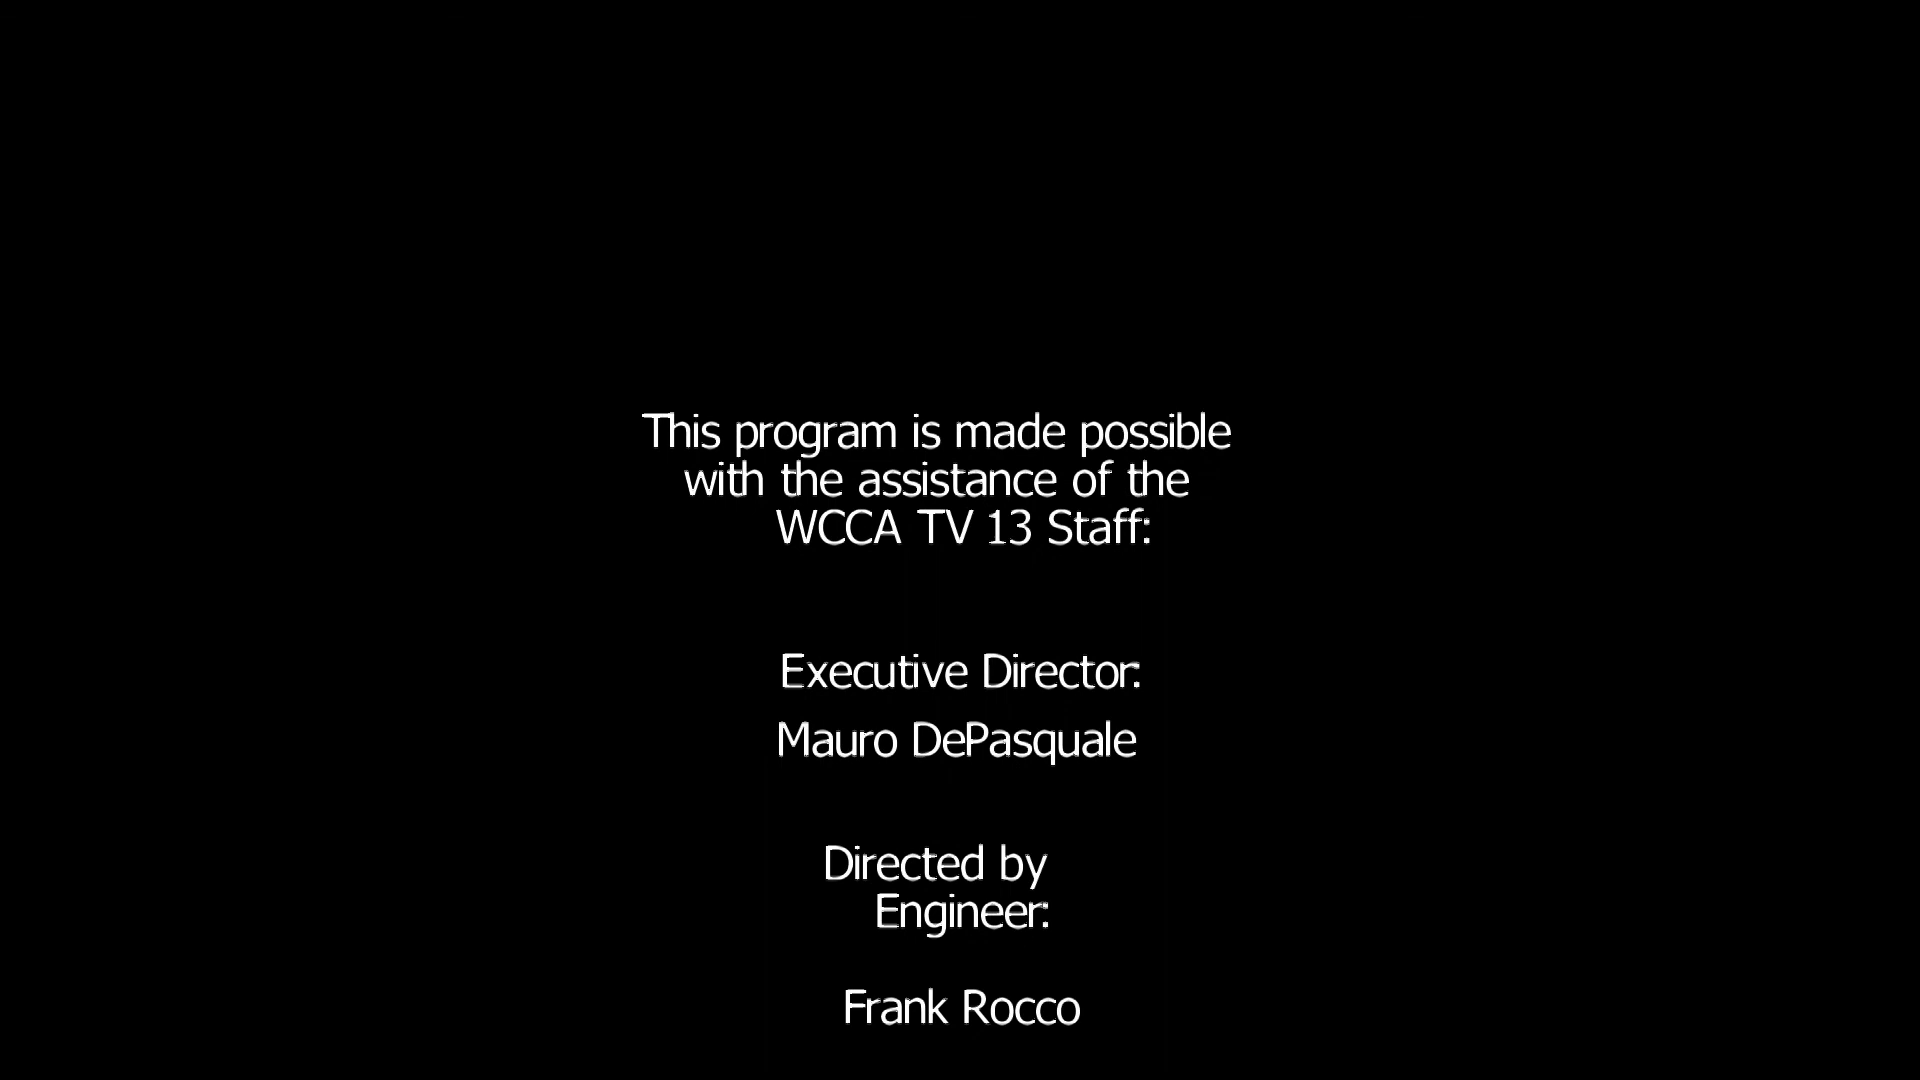 This program is made possible
with the assistance of the
WCCA TV 13 Staff:
Executive Director:
Mauro DePasquale
Directed by
Engineer:
Frank Rocco